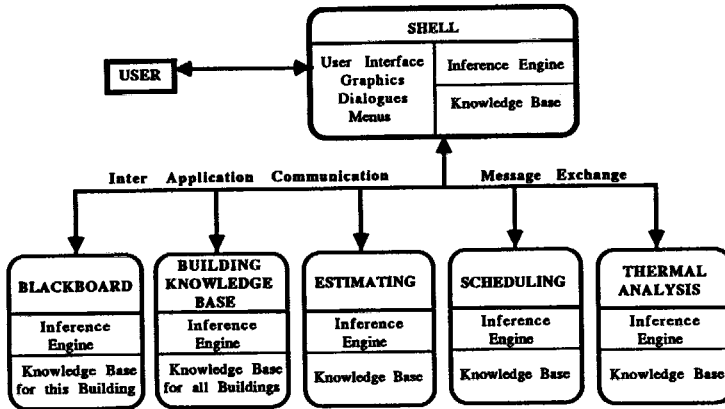 SHELL
USER
User Interface
Graphics
Dialogues
Menus
Inference Engine
Knowledge Base
Inter Application Communication
Message Exchange
BLACKBOARD
Inference
Engine
Knowledge Base
for this Building
BUILDING
KNOWLEDGE
BASE
Inference
Engine
Knowledge Base
for all Buildings
ESTIMATING
Inference
Engine
Knowledge Base
SCHEDULING
Inference
Engine
Knowledge Base
THERMAL
ANALYSIS
Inference
Engine
Knowledge Base